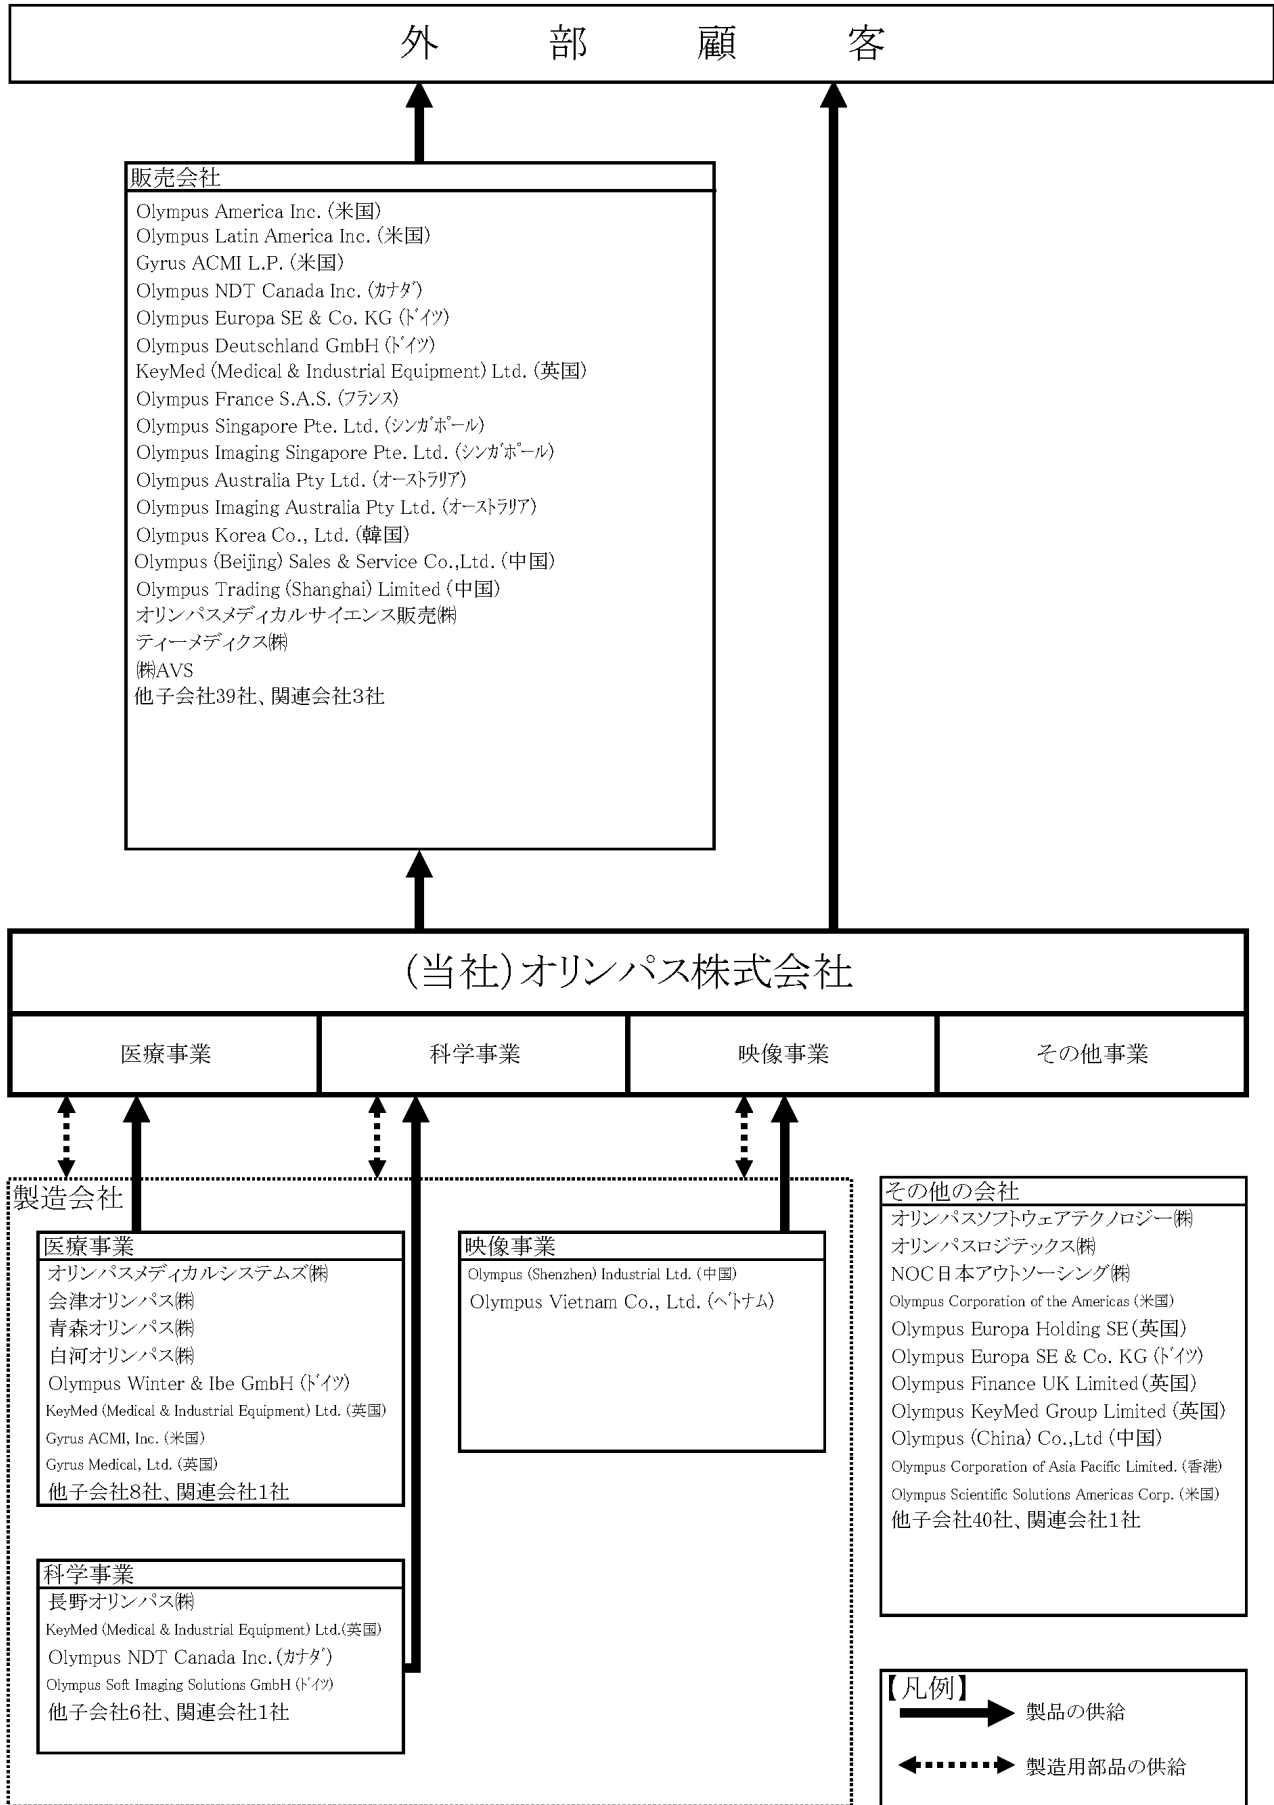 外部顧客
販売会社
Olympus America Inc. (米国)
Olympus Latin America Inc. (米国)
Gyrus ACMI L.P. (米国)
Olympus NDT Canada Inc. (ｶﾅﾀﾞ)
Olympus Europa SE & Co. KG (ﾄﾞｲﾂ)
Olympus Deutschland GmbH (ﾄﾞｲﾂ)
KeyMed (Medical & Industrial Equipment) Ltd. (英国)
Olympus France S.A.S. (ﾌﾗﾝｽ)
Olympus Singapore Pte. Ltd. (ｼﾝｶﾞﾎﾟｰﾙ)
Olympus Imaging Singapore Pte. Ltd. (ｼﾝｶﾞﾎﾟｰﾙ)
Olympus Australia Pty Ltd. (ｵｰｽﾄﾗﾘｱ)
Olympus Imaging Australia Pty Ltd. (ｵｰｽﾄﾗﾘｱ)
Olympus Korea Co., Ltd. (韓国)
Olympus (Beijing) Sales & Service Co.,Ltd. (中国)
Olympus Trading (Shanghai) Limited (中国)
オリンパスメディカルサイエンス販売㈱
ティーメディクス㈱
㈱AVS
他子会社39社、関連会社3社
(当社)オリンパス株式会社
医療事業
科学事業
映像事業
その他事業
製造会社
医療事業
オリンパスメディカルシステムズ㈱
会津オリンパス㈱
青森オリンパス㈱
白河オリンパス㈱
Olympus Winter & Ibe GmbH (ﾄﾞｲﾂ)
KeyMed (Medical & Industrial Equipment) Ltd. (英国)
Gyrus ACMI, Inc. (米国)
Gyrus Medical, Ltd. (英国)
他子会社8社、関連会社1社
科学事業
長野オリンパス㈱
KeyMed (Medical & Industrial Equipment) Ltd.(英国)
Olympus NDT Canada Inc. (ｶﾅﾀﾞ)
Olympus Soft Imaging Solutions GmbH (ﾄﾞｲﾂ)
他子会社6社、関連会社1社
映像事業
Olympus (Shenzhen) Industrial Ltd. (中国)
Olympus Vietnam Co., Ltd. (ﾍﾞﾄﾅﾑ)
その他の会社
オリンパスソフトウェアテクノロジー㈱
オリンパスロジテックス㈱
NOC日本アウトソーシング㈱
Olympus Corporation of the Americas (米国)
Olympus Europa Holding SE(英国)
Olympus Europa SE & Co. KG (ﾄﾞｲﾂ)
Olympus Finance UK Limited(英国)
Olympus KeyMed Group Limited (英国)
Olympus (China) Co.,Ltd (中国)
Olympus Corporation of Asia Pacific Limited. (香港)
Olympus Scientific Solutions Americas Corp. (米国)
他子会社40社、関連会社1社
【凡例】
製品の供給
製造用部品の供給